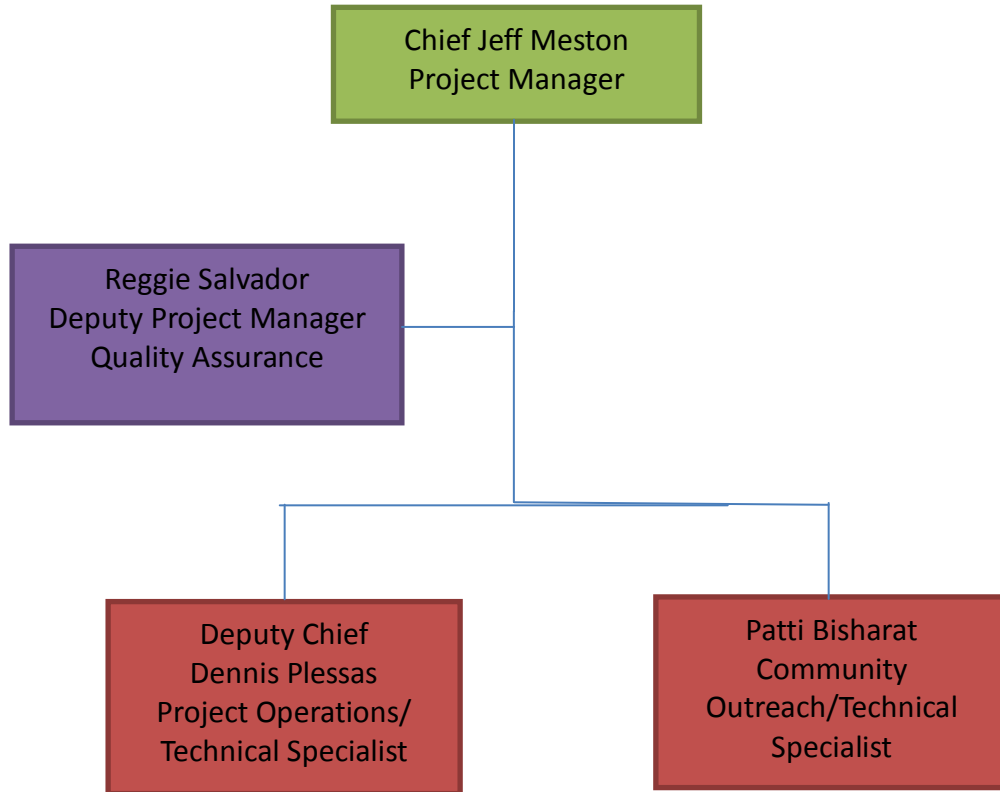 Chief Jeff Meston
Project Manager
Reggie Salvador
Deputy Project Manager
Quality Assurance
Deputy Chief
Dennis Plessas
Project Operations/
Technical Specialist
Patti Bisharat
Community
Outreach/Technical
Specialist